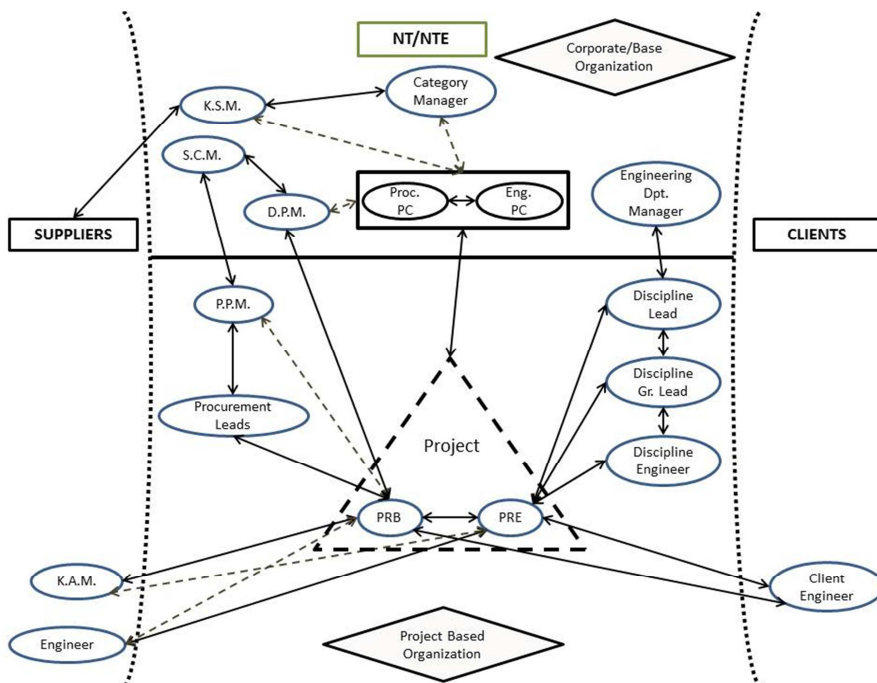 NT/NTE
Corporate/Base
Organization
Category
Manager
K.S.M.
S.C.M.
Proc.
PC
Eng.
PC
Engineering
Dpt.
Manager
D.P.M.
SUPPLIERS
CLIENTS
P.P.M.
Discipline
Lead
Discipline
Gr. Lead
Procurement
Leads
Project
Discipline
Engineer
PRB
PRE
K.A.M.
Client
Engineer
Engineer
Project Based
Organization